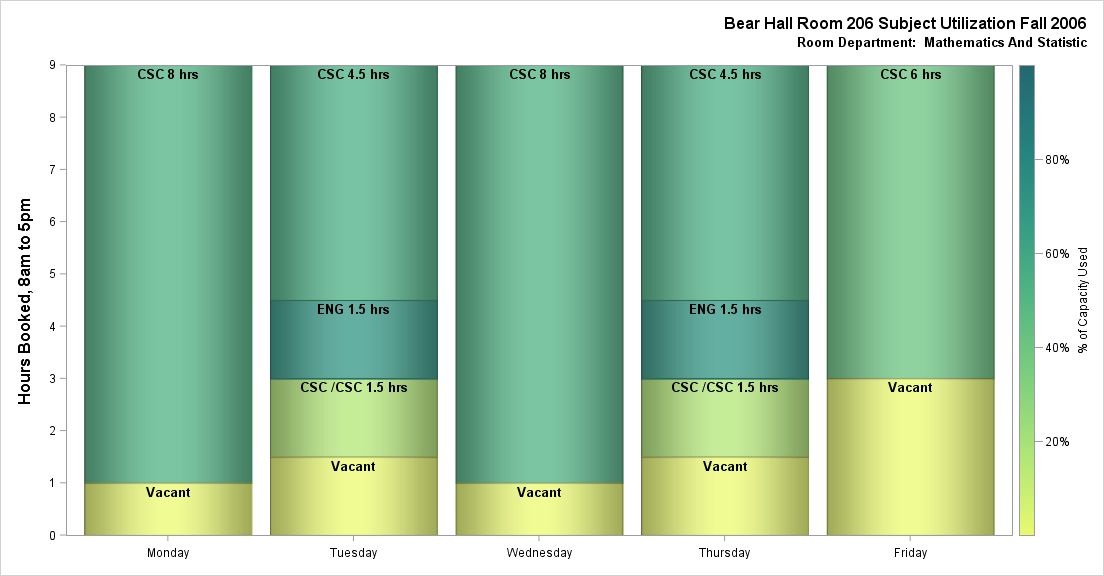 Bear Hall Room 206 Subject Utilization Fall 2006
Room Department:  Mathematics And Statistic
Hours Booked, 8am to 5pm
9
8
7
6
5
4
3
2
1
0
CSC 8 hrs
Vacant
CSC 4.5 hrs
ENG 1.5 hrs
CSC /CSC 1.5 hrs
Vacant
CSC 8 hrs
Vacant
CSC 4.5 hrs
ENG 1.5 hrs
CSC /CSC 1.5 hrs
Vacant
CSC 6 hrs
Vacant
Monday
Tuesday
Wednesday
Thursday
Friday
80%
60%
40%
20%
% of Capacity Used